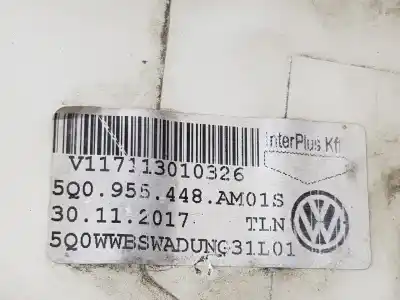 InterPlus Kft
V117113010326
5Q0.955.448.AM01S
30.11.2017 TLN
5Q0WWBSWADUNG31L01